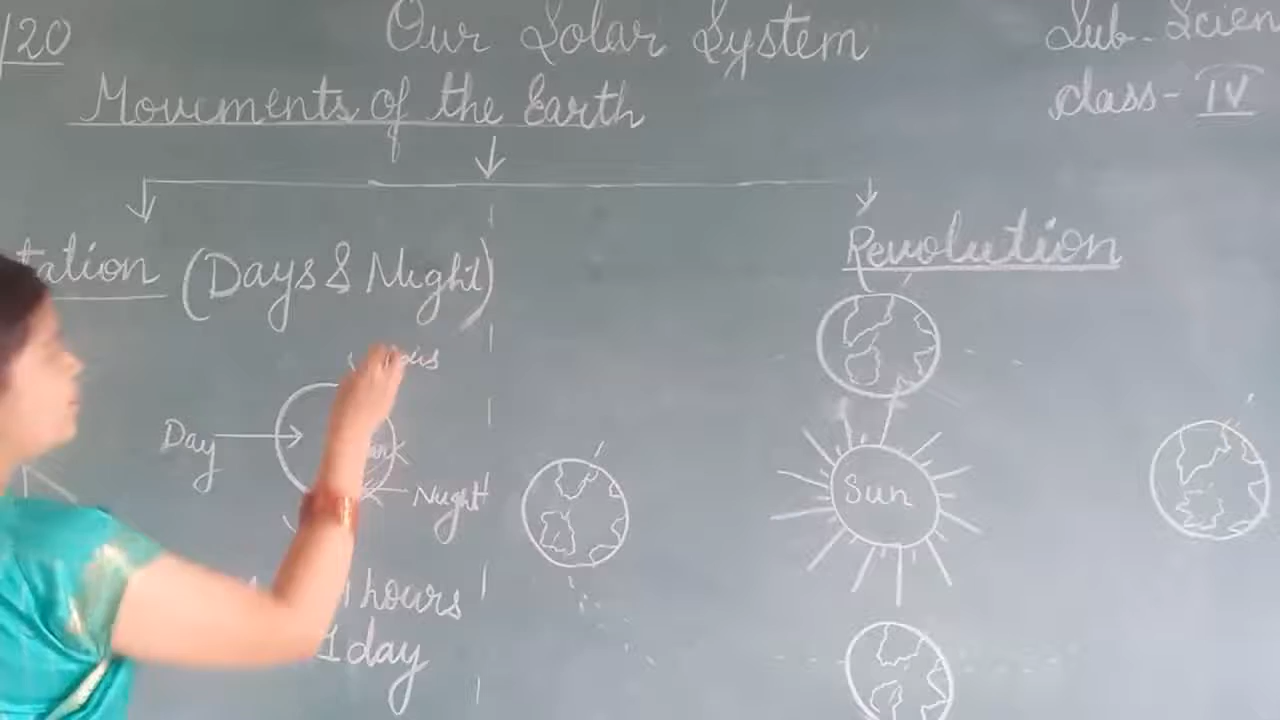 /20
Our Solar System
Sub- Scien
Movements of the Earth
class- IV
tation (Days & Night)
Revolution
Day
Night
Sun
hours
1 day